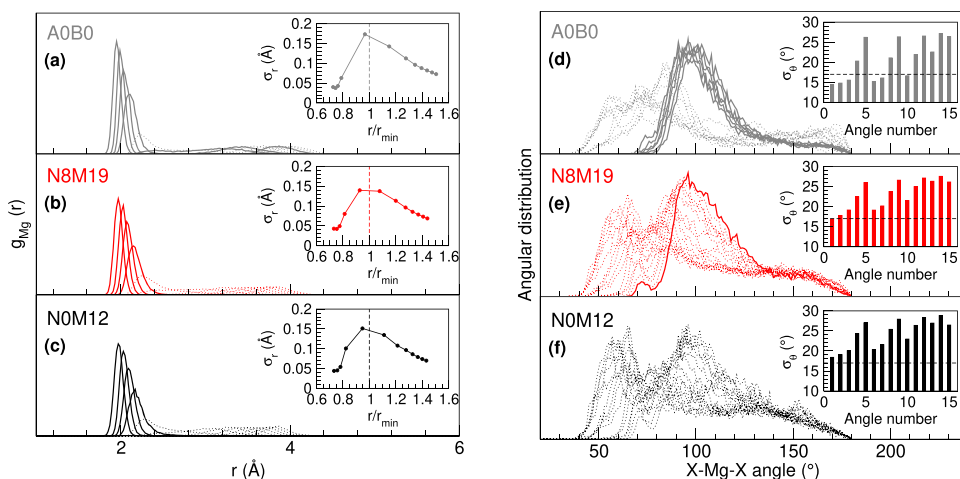 A0B0
(a)
σr (Å)
0.2
0.15
0.1
0.05
0
0.6 0.8 1 1.2 1.4 1.6
r/rmin
N8M19
(b)
σr (Å)
0.2
0.15
0.1
0.05
0
0.6 0.8 1 1.2 1.4 1.6
r/rmin
N0M12
(c)
σr (Å)
0.2
0.15
0.1
0.05
0
0.6 0.8 1 1.2 1.4 1.6
r/rmin
gMg (r)
2 4 6
r (Å)
A0B0
(d)
σθ (°)
30
25
20
15
10
0 5 10 15
Angle number
N8M19
(e)
σθ (°)
30
25
20
15
10
0 5 10 15
Angle number
N0M12
(f)
σθ (°)
30
25
20
15
10
0 5 10 15
Angle number
Angular distribution
50 100 150 200
X-Mg-X angle (°)